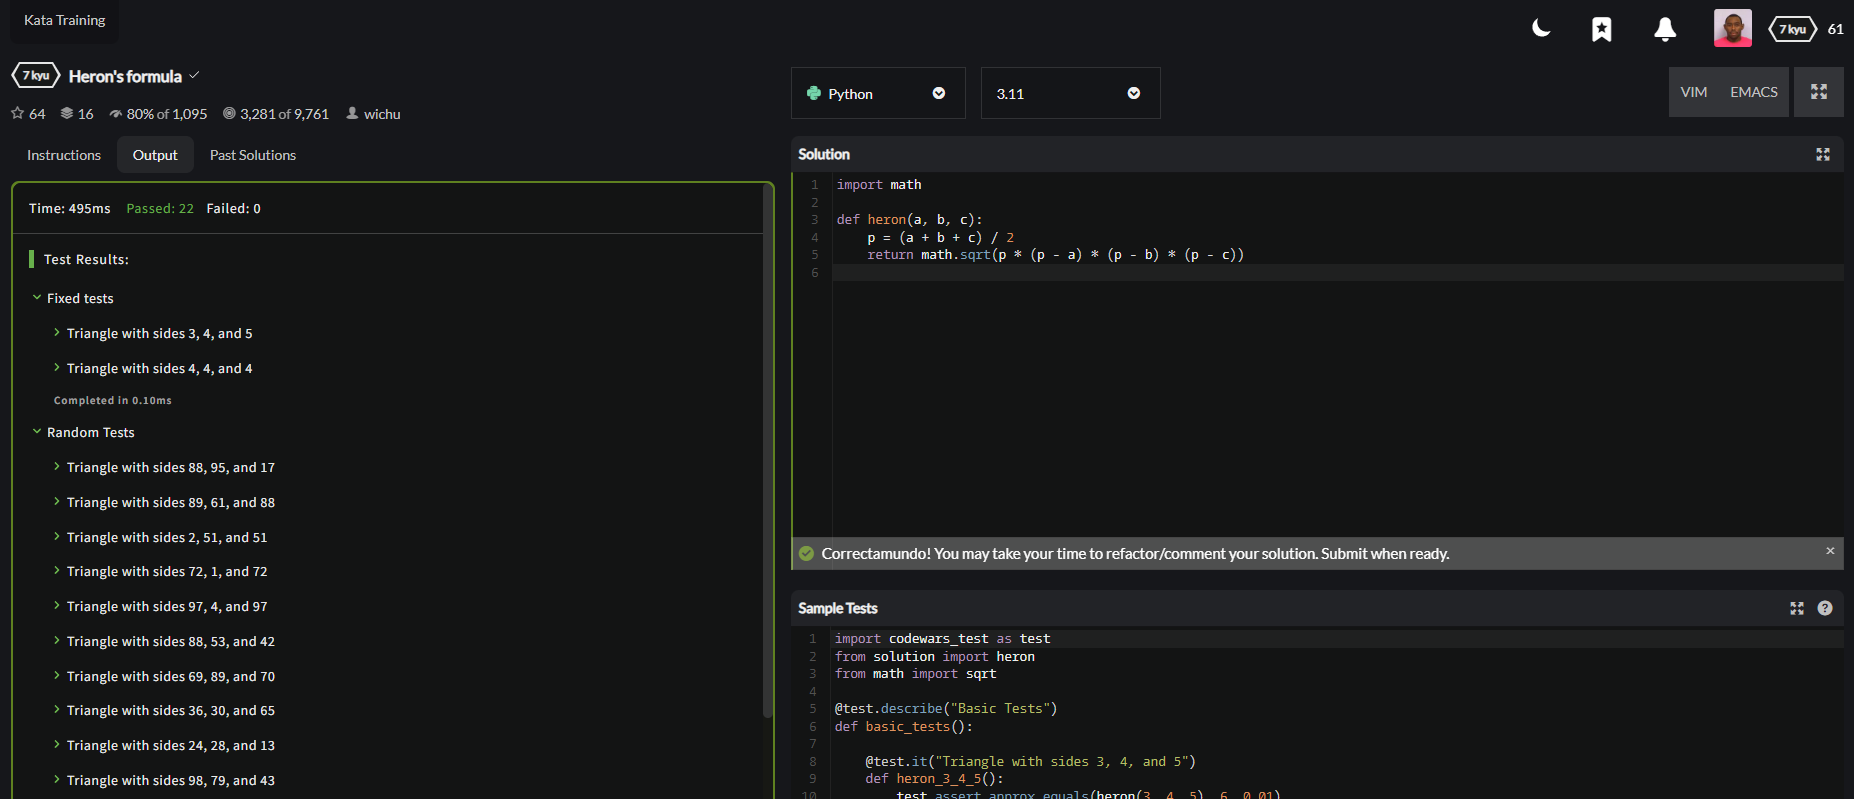 Kata Training
7 kyu 61
7 kyu Heron's formula
64 16 80% of 1,095 3,281 of 9,761 wichu
Instructions Output Past Solutions
Time: 495ms Passed: 22 Failed: 0
Test Results:
Fixed tests
Triangle with sides 3, 4, and 5
Triangle with sides 4, 4, and 4
Completed in 0.10ms
Random Tests
Triangle with sides 88, 95, and 17
Triangle with sides 89, 61, and 88
Triangle with sides 2, 51, and 51
Triangle with sides 72, 1, and 72
Triangle with sides 97, 4, and 97
Triangle with sides 88, 53, and 42
Triangle with sides 69, 89, and 70
Triangle with sides 36, 30, and 65
Triangle with sides 24, 28, and 13
Triangle with sides 98, 79, and 43
Python 3.11 VIM EMACS
Solution
1 import math
2
3 def heron(a, b, c):
4     p = (a + b + c) / 2
5     return math.sqrt(p * (p - a) * (p - b) * (p - c))
6
Correctamundo! You may take your time to refactor/comment your solution. Submit when ready. ×
Sample Tests ?
1 import codewars_test as test
2 from solution import heron
3 from math import sqrt
4
5 @test.describe("Basic Tests")
6 def basic_tests():
7
8     @test.it("Triangle with sides 3, 4, and 5")
9     def heron_3_4_5():
10         test.assert_approx_equals(heron(3, 4, 5), 6, 0.01)